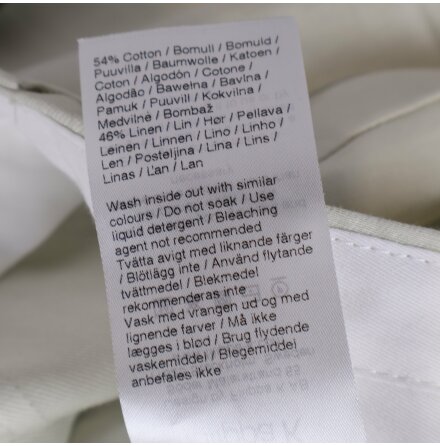 54% Cotton / Bomull / Bomuld /
Puuvilla / Baumwolle / Katoen /
Coton / Algodón / Cotone /
Algodão / Bawełna / Bavlna /
Pamuk / Puuvill / Kokvilna /
Medvilnė / Bombaž
46% Linen / Lin / Hør / Pellava /
Leinen / Linnen / Lino / Linho /
Len / Posteljina / Lina / Lins /
Linas / Ľan / Lan
Wash inside out with similar
colours / Do not soak / Use
liquid detergent / Bleaching
agent not recommended
Tvätta avigt med liknande färger
/ Blötlägg inte / Använd flytande
tvättmedel / Blekmedel
rekommenderas inte
Vask med vrangen ud og med
lignende farver / Må ikke
lægges i blød / Brug flydende
vaskemiddel / Blegemiddel
anbefales ikke